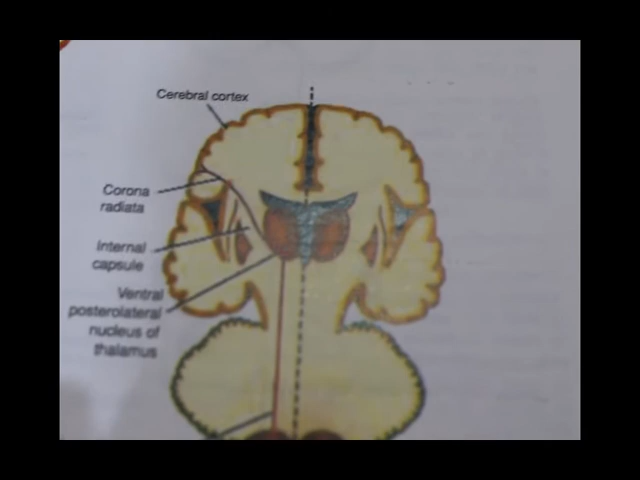 Cerebral cortex
Corona
radiata
Internal
capsule
Ventral
posterolateral
nucleus of
thalamus